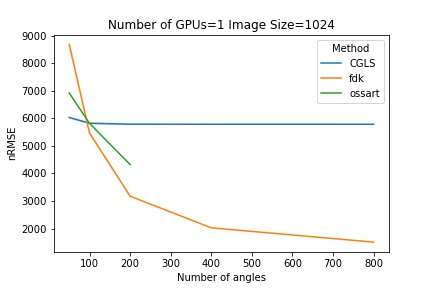 Number of GPUs=1 Image Size=1024
9000
8000
7000
6000
5000
4000
3000
2000
nRMSE
Method
CGLS
fdk
ossart
100 200 300 400 500 600 700 800
Number of angles